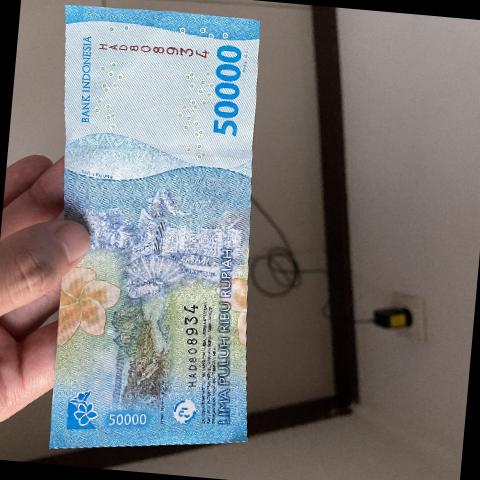 BANK INDONESIA
HAD808934
50000
HAD808934
LIMA PULUH RIBU RUPIAH
50000